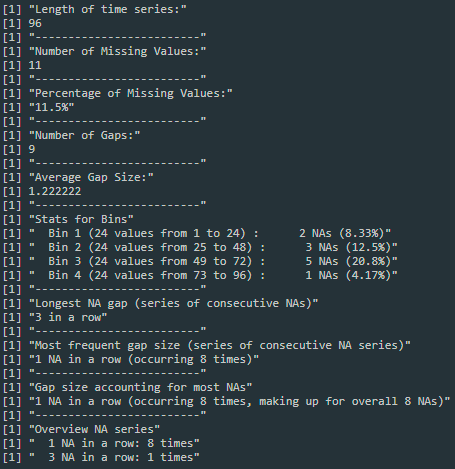 [1] "Length of time series:"
[1] 96
[1] "-------------------------"
[1] "Number of Missing Values:"
[1] 11
[1] "-------------------------"
[1] "Percentage of Missing Values:"
[1] "11.5%"
[1] "-------------------------"
[1] "Number of Gaps:"
[1] 9
[1] "-------------------------"
[1] "Average Gap Size:"
[1] 1.222222
[1] "-------------------------"
[1] "Stats for Bins"
[1] "  Bin 1 (24 values from 1 to 24) :      2 NAs (8.33%)"
[1] "  Bin 2 (24 values from 25 to 48) :      3 NAs (12.5%)"
[1] "  Bin 3 (24 values from 49 to 72) :      5 NAs (20.8%)"
[1] "  Bin 4 (24 values from 73 to 96) :      1 NAs (4.17%)"
[1] "-------------------------"
[1] "Longest NA gap (series of consecutive NAs)"
[1] "3 in a row"
[1] "-------------------------"
[1] "Most frequent gap size (series of consecutive NA series)"
[1] "1 NA in a row (occurring 8 times)"
[1] "-------------------------"
[1] "Gap size accounting for most NAs"
[1] "1 NA in a row (occurring 8 times, making up for overall 8 NAs)"
[1] "-------------------------"
[1] "Overview NA series"
[1] "  1 NA in a row: 8 times"
[1] "  3 NA in a row: 1 times"